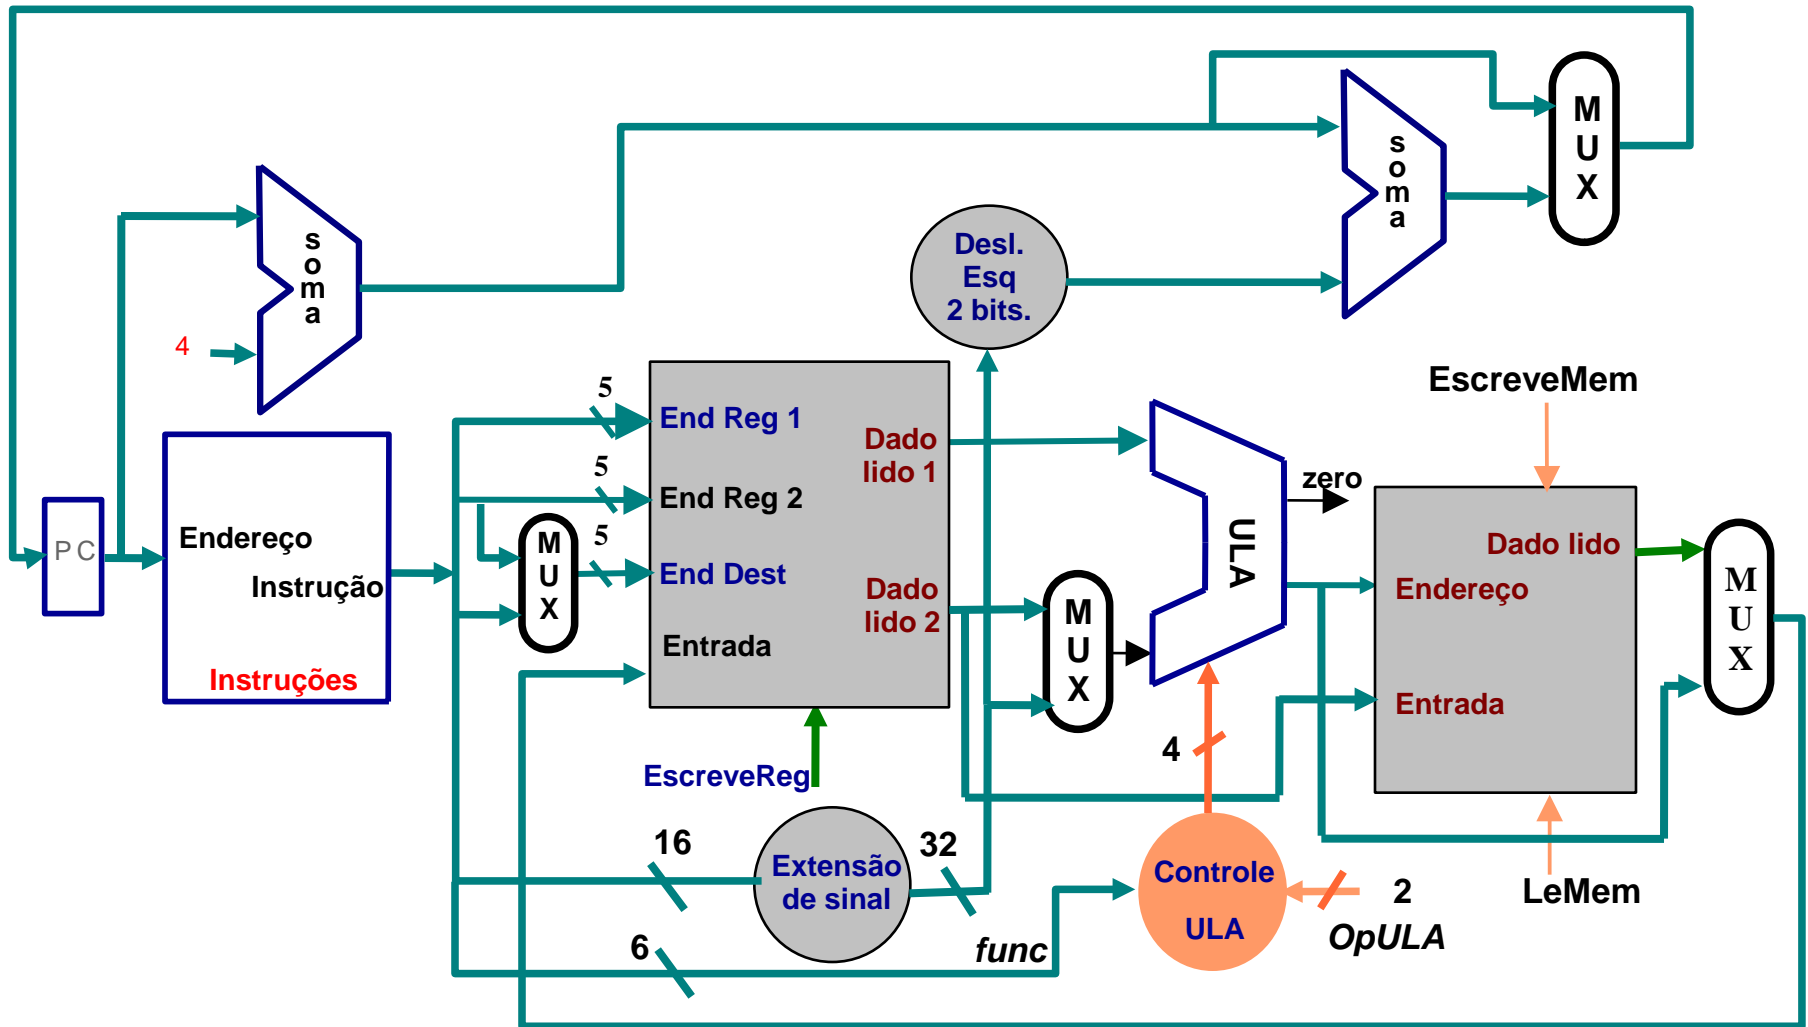 M
U
X
s
o
m
a
s
o
m
a
Desl.
Esq
2 bits.
4
EscreveMem
5
End Reg 1
Dado
lido 1
5
End Reg 2
zero
PC
Endereço
Instrução
Instruções
M
U
X
5
End Dest
Dado
lido 2
Entrada
M
U
X
ULA
Dado lido
Endereço
Entrada
M
U
X
4
EscreveReg
16
Extensão
de sinal
32
Controle
ULA
2
OpULA
LeMem
6
func